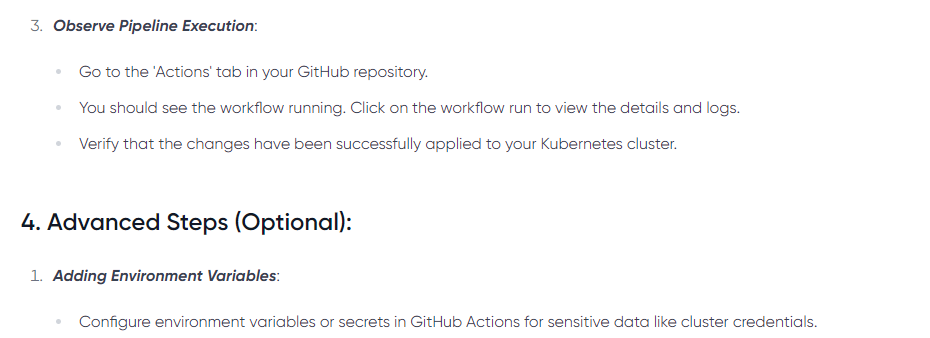 3. Observe Pipeline Execution:
Go to the 'Actions' tab in your GitHub repository.
You should see the workflow running. Click on the workflow run to view the details and logs.
Verify that the changes have been successfully applied to your Kubernetes cluster.
4. Advanced Steps (Optional):
1. Adding Environment Variables:
Configure environment variables or secrets in GitHub Actions for sensitive data like cluster credentials.